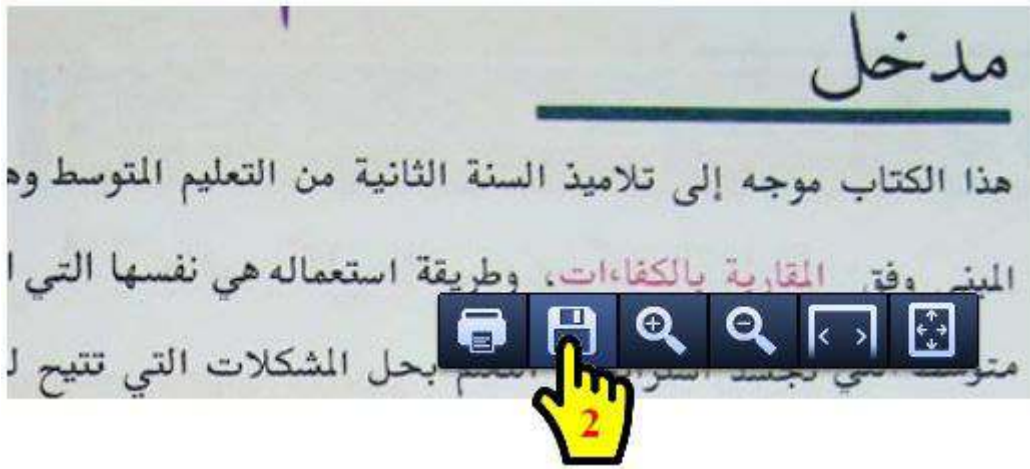 مدخل
هذا الكتاب موجه إلى تلاميذ السنة الثانية من التعليم المتوسط وه
المبني وفق المقاربة بالكفاءات، وطريقة استعماله هي نفسها التي ا
بحل المشكلات التي تتيح ل
2